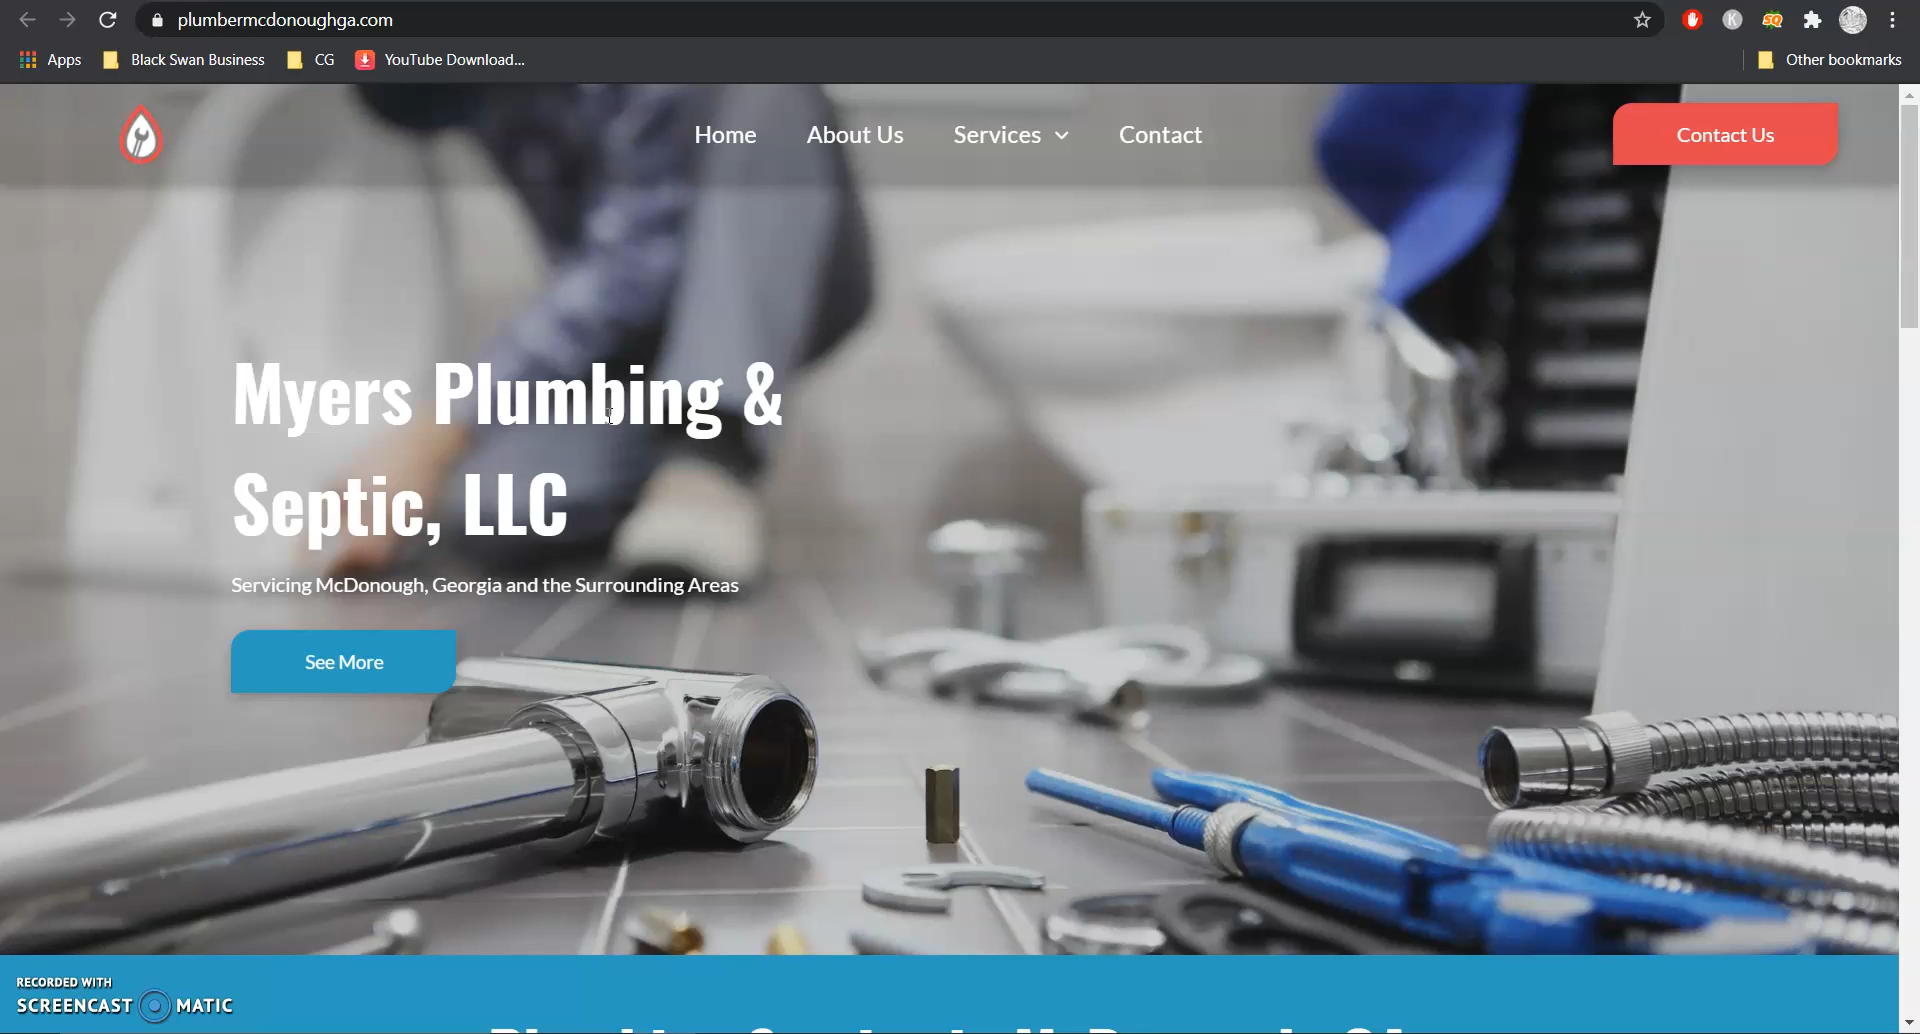 plumbermcdonoughga.com
K
SQ
Apps
Black Swan Business
CG
YouTube Download...
Other bookmarks
Home
About Us
Services
Contact
Contact Us
Myers Plumbing &
Septic, LLC
Servicing McDonough, Georgia and the Surrounding Areas
See More
RECORDED WITH
SCREENCAST MATIC